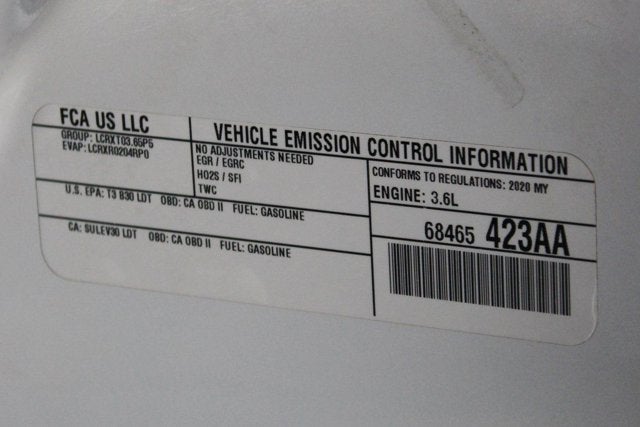 FCA US LLC
VEHICLE EMISSION CONTROL INFORMATION
GROUP: LCRXT03.65P5
EVAP: LCRXR0204RP0
NO ADJUSTMENTS NEEDED
EGR / EGRC
HO2S / SFI
TWC
CONFORMS TO REGULATIONS: 2020 MY
ENGINE: 3.6L
U.S. EPA: T3 B30 LDT OBD: CA OBD II FUEL: GASOLINE
CA: SULEV30 LDT OBD: CA OBD II FUEL: GASOLINE
68465 423AA